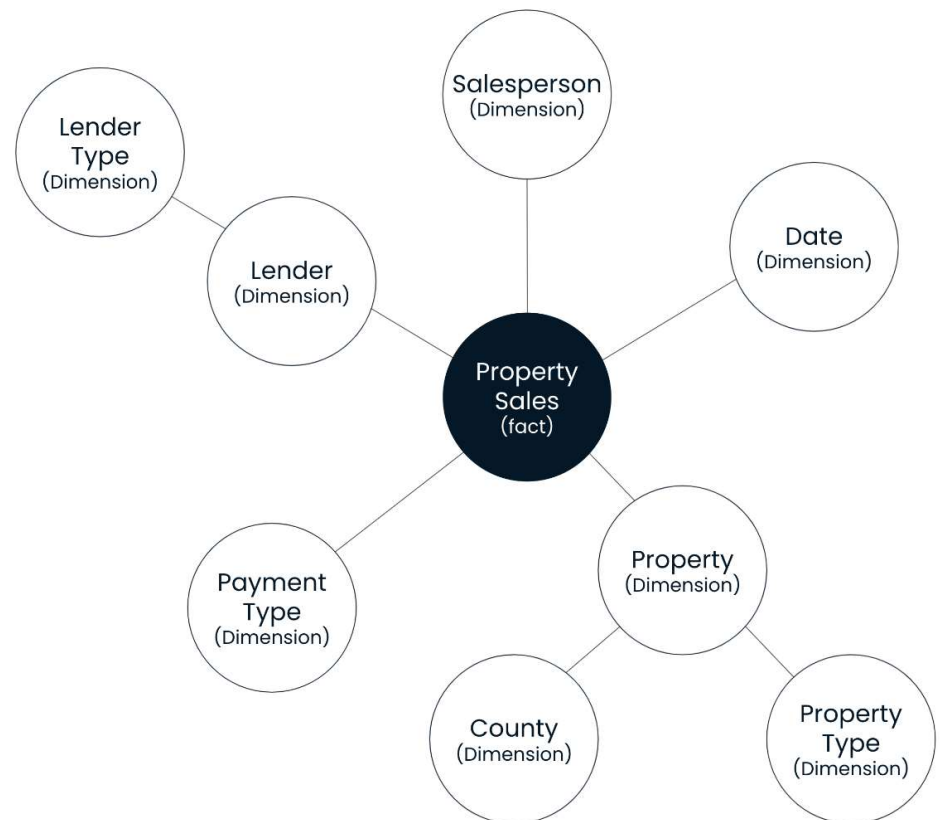 Salesperson
(Dimension)
Lender
Type
(Dimension)
Date
(Dimension)
Lender
(Dimension)
Property
Sales
(fact)
Property
(Dimension)
Payment
Type
(Dimension)
County
(Dimension)
Property
Type
(Dimension)